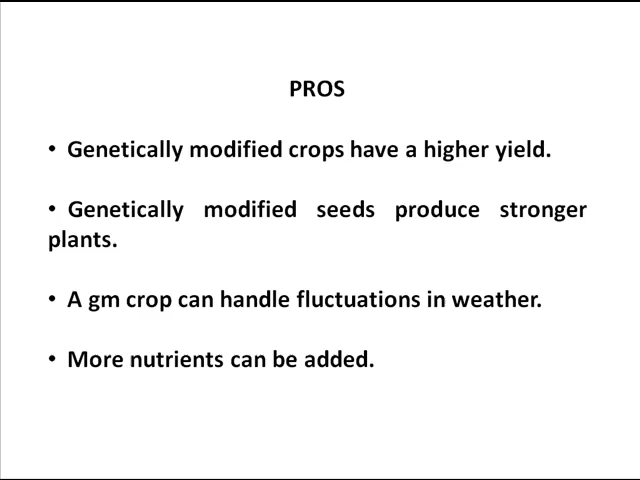 PROS
• Genetically modified crops have a higher yield.
• Genetically modified seeds produce stronger
plants.
• A gm crop can handle fluctuations in weather.
• More nutrients can be added.